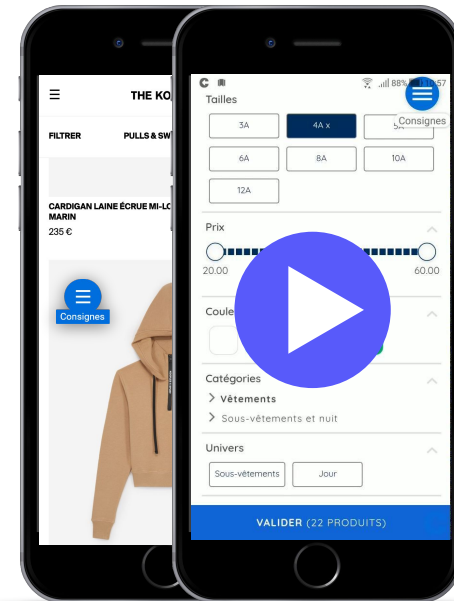 THE KO
FILTRER
PULLS & SW
CARDIGAN LAINE ÉCRUE MI-LO
MARIN
235 €
Consignes
88%
10:57
Tailles
Consignes
3A
4A x
5A
6A
8A
10A
12A
Prix
20.00
60.00
Coule
Catégories
Vêtements
Sous-vêtements et nuit
Univers
Sous-vêtements
Jour
VALIDER (22 PRODUITS)